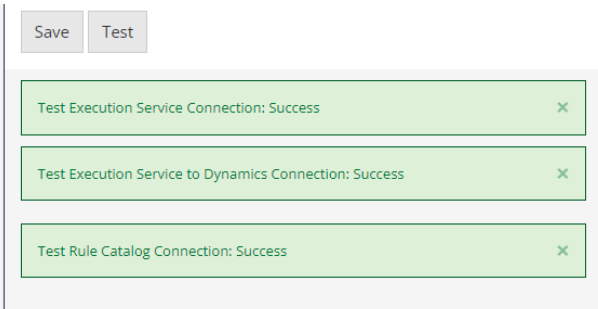 Save Test
Test Execution Service Connection: Success ×
Test Execution Service to Dynamics Connection: Success ×
Test Rule Catalog Connection: Success ×